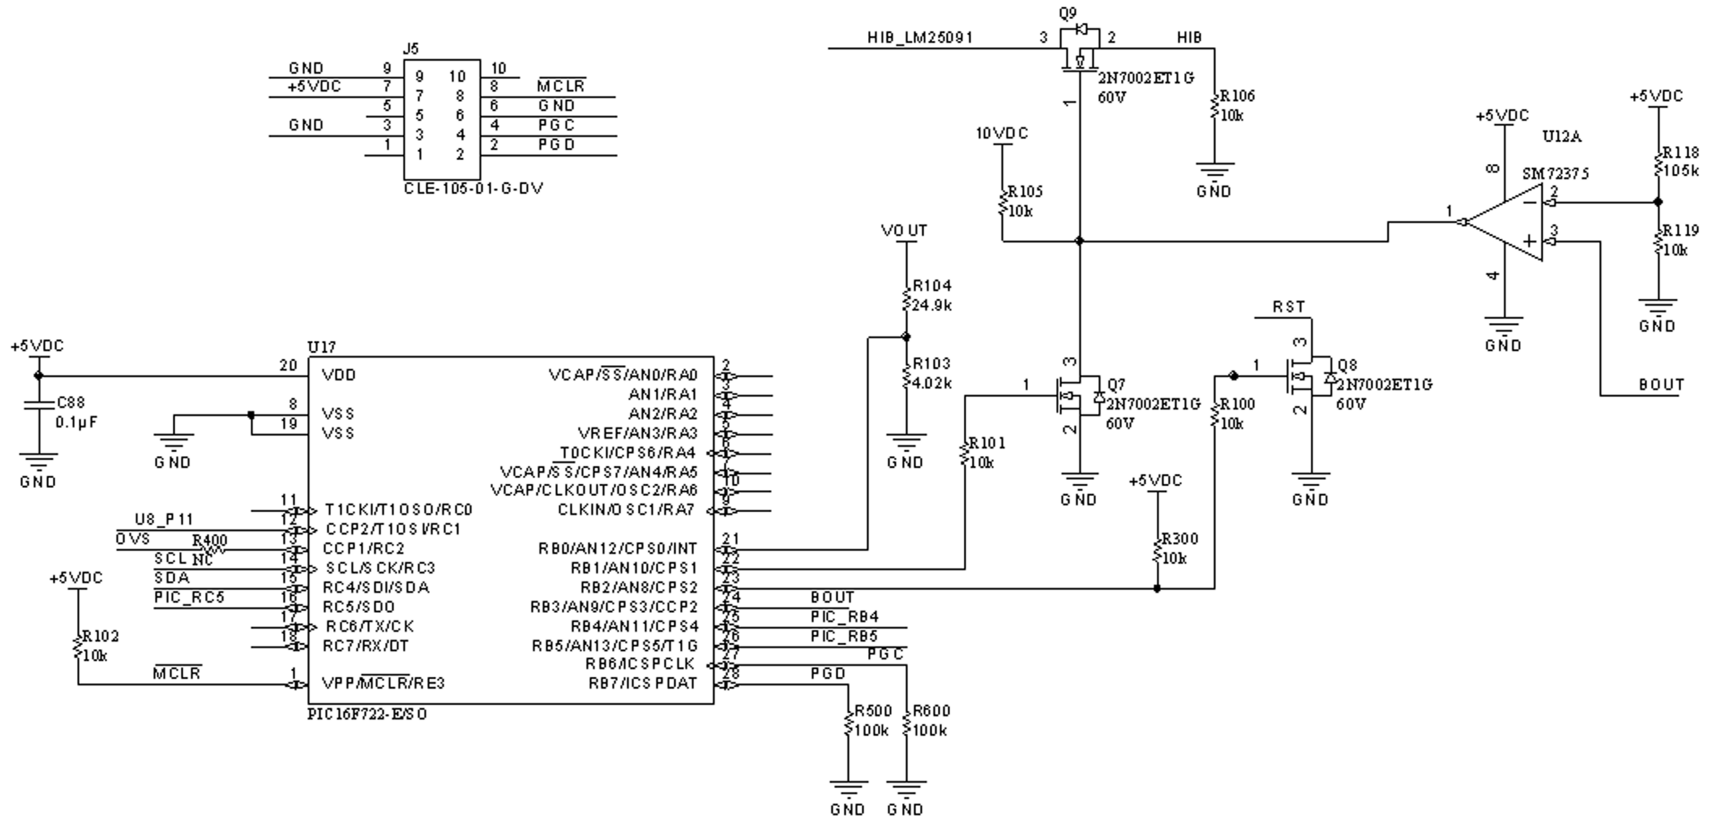 J5
GND 9 9 10 10
+5VDC 7 7 8 8 MCLR
5 5 6 6 GND
GND 3 3 4 4 PGC
1 1 2 2 PGD
CLE-105-01-G-DV
Q9
HIB_LM25091 3 2 HIB
2N7002ET1G
60V
1
R106
10k
GND
10VDC
R105
10k
+5VDC
+5VDC
U12A
8
SM72375
R118
105k
1
2
3
4
R119
10k
GND
GND
BOUT
VOUT
R104
24.9k
R103
4.02k
GND
RST
3
1
Q8
2N7002ET1G
60V
2
R100
10k
GND
3
1
Q7
2N7002ET1G
60V
2
R101
10k
GND
+5VDC
R300
10k
+5VDC
C88
0.1µF
GND
GND
U17
20 VDD
8 VSS
19 VSS
11 T1CKI/T1OSO/RC0
U8_P11 12 CCP2/T1OSI/RC1
OVS R400 NC 13 CCP1/RC2
SCL 14 SCL/SCK/RC3
SDA 15 RC4/SDI/SDA
PIC_RC5 16 RC5/SDO
17 RC6/TX/CK
18 RC7/RX/DT
MCLR 1 VPP/MCLR/RE3
+5VDC
R102
10k
VCAP/SS/AN0/RA0 2
AN1/RA1 3
AN2/RA2 4
VREF/AN3/RA3 5
T0CKI/CPS6/RA4 6
VCAP/SS/CPS7/AN4/RA5 7
VCAP/CLKOUT/OSC2/RA6 10
CLKIN/OSC1/RA7 9
RB0/AN12/CPS0/INT 21
RB1/AN10/CPS1 22
RB2/AN8/CPS2 23
RB3/AN9/CPS3/CCP2 24 BOUT
RB4/AN11/CPS4 25 PIC_RB4
RB5/AN13/CPS5/T1G 26 PIC_RB5
RB6/ICSPCLK 27 PGC
RB7/ICSPDAT 28 PGD
PIC16F722-E/SO
R500
100k
R600
100k
GND
GND